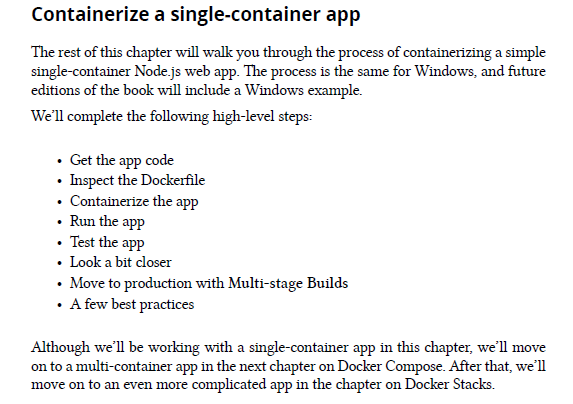 Containerize a single-container app
The rest of this chapter will walk you through the process of containerizing a simple
single-container Node.js web app. The process is the same for Windows, and future
editions of the book will include a Windows example.
We'll complete the following high-level steps:
• Get the app code
• Inspect the Dockerfile
• Containerize the app
• Run the app
• Test the app
• Look a bit closer
• Move to production with Multi-stage Builds
• A few best practices
Although we'll be working with a single-container app in this chapter, we'll move
on to a multi-container app in the next chapter on Docker Compose. After that, we'll
move on to an even more complicated app in the chapter on Docker Stacks.